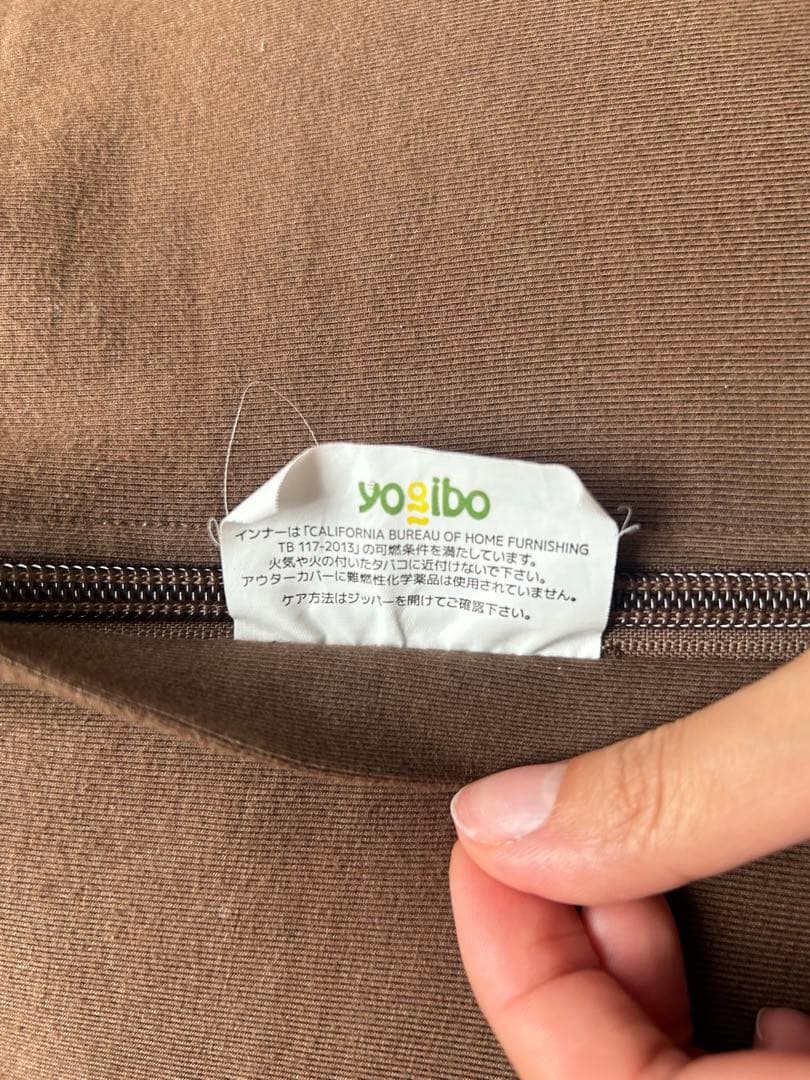 yogibo
インナーは「CALIFORNIA BUREAU OF HOME FURNISHING
TB 117-2013」の可燃条件を満たしています。
火気や火の付いたタバコに近付けないで下さい。
アウターカバーに難燃性化学薬品は使用されていません。
ケア方法はジッパーを開けてご確認下さい。